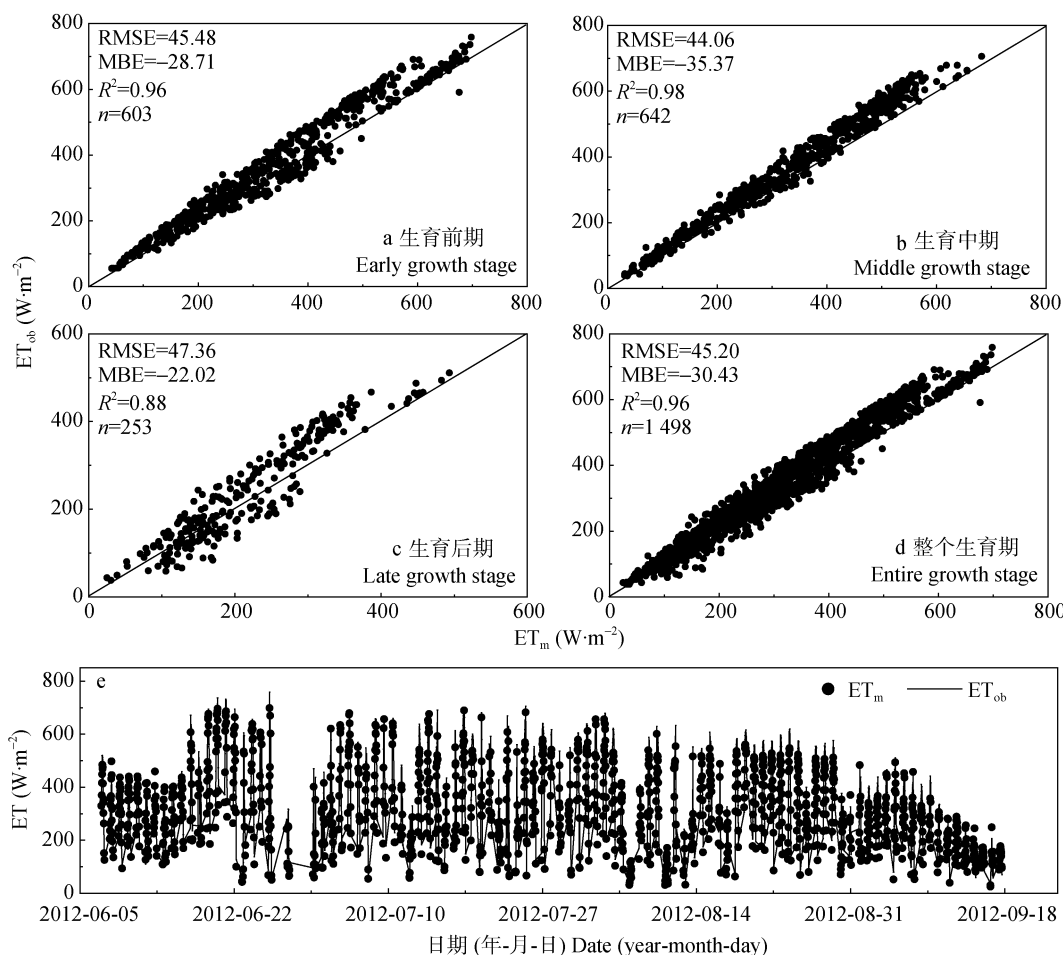 800
600
400
200
0
0 200 400 600 800
RMSE=45.48
MBE=–28.71
R²=0.96
n=603
a 生育前期
Early growth stage
800
600
400
200
0
0 200 400 600 800
RMSE=44.06
MBE=–35.37
R²=0.98
n=642
b 生育中期
Middle growth stage
ET_ob (W·m⁻²)
600
400
200
0
0 200 400 600
RMSE=47.36
MBE=–22.02
R²=0.88
n=253
c 生育后期
Late growth stage
800
600
400
200
0
0 200 400 600 800
RMSE=45.20
MBE=–30.43
R²=0.96
n=1 498
d 整个生育期
Entire growth stage
ET_m (W·m⁻²)
e
ET_m ET_ob
ET (W·m⁻²)
800
600
400
200
0
2012-06-05 2012-06-22 2012-07-10 2012-07-27 2012-08-14 2012-08-31 2012-09-18
日期 (年-月-日) Date (year-month-day)